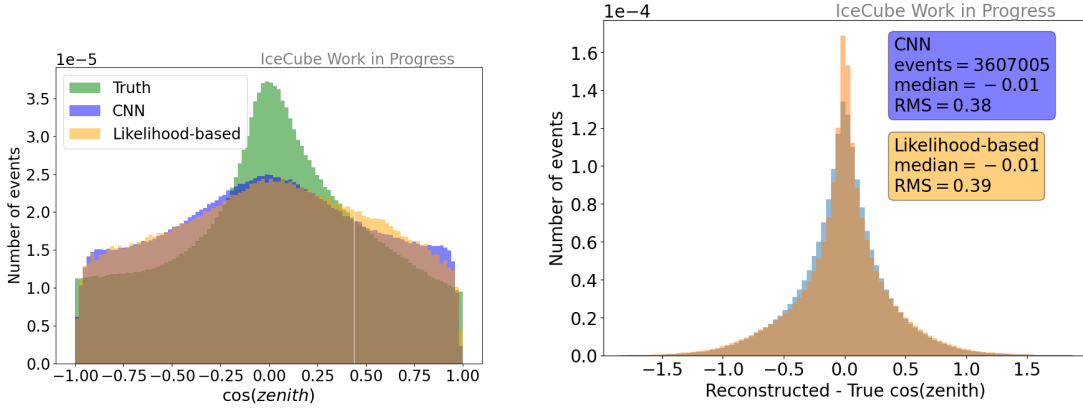 IceCube Work in Progress
1e−5
Truth
CNN
Likelihood-based
3.5
3.0
2.5
2.0
1.5
1.0
0.5
0.0
Number of events
−1.00 −0.75 −0.50 −0.25 0.00 0.25 0.50 0.75 1.00
cos(zenith)
IceCube Work in Progress
1e−4
CNN
events = 3607005
median = −0.01
RMS = 0.38
Likelihood-based
median = −0.01
RMS = 0.39
1.6
1.4
1.2
1.0
0.8
0.6
0.4
0.2
0.0
Number of events
−1.5 −1.0 −0.5 0.0 0.5 1.0 1.5
Reconstructed - True cos(zenith)